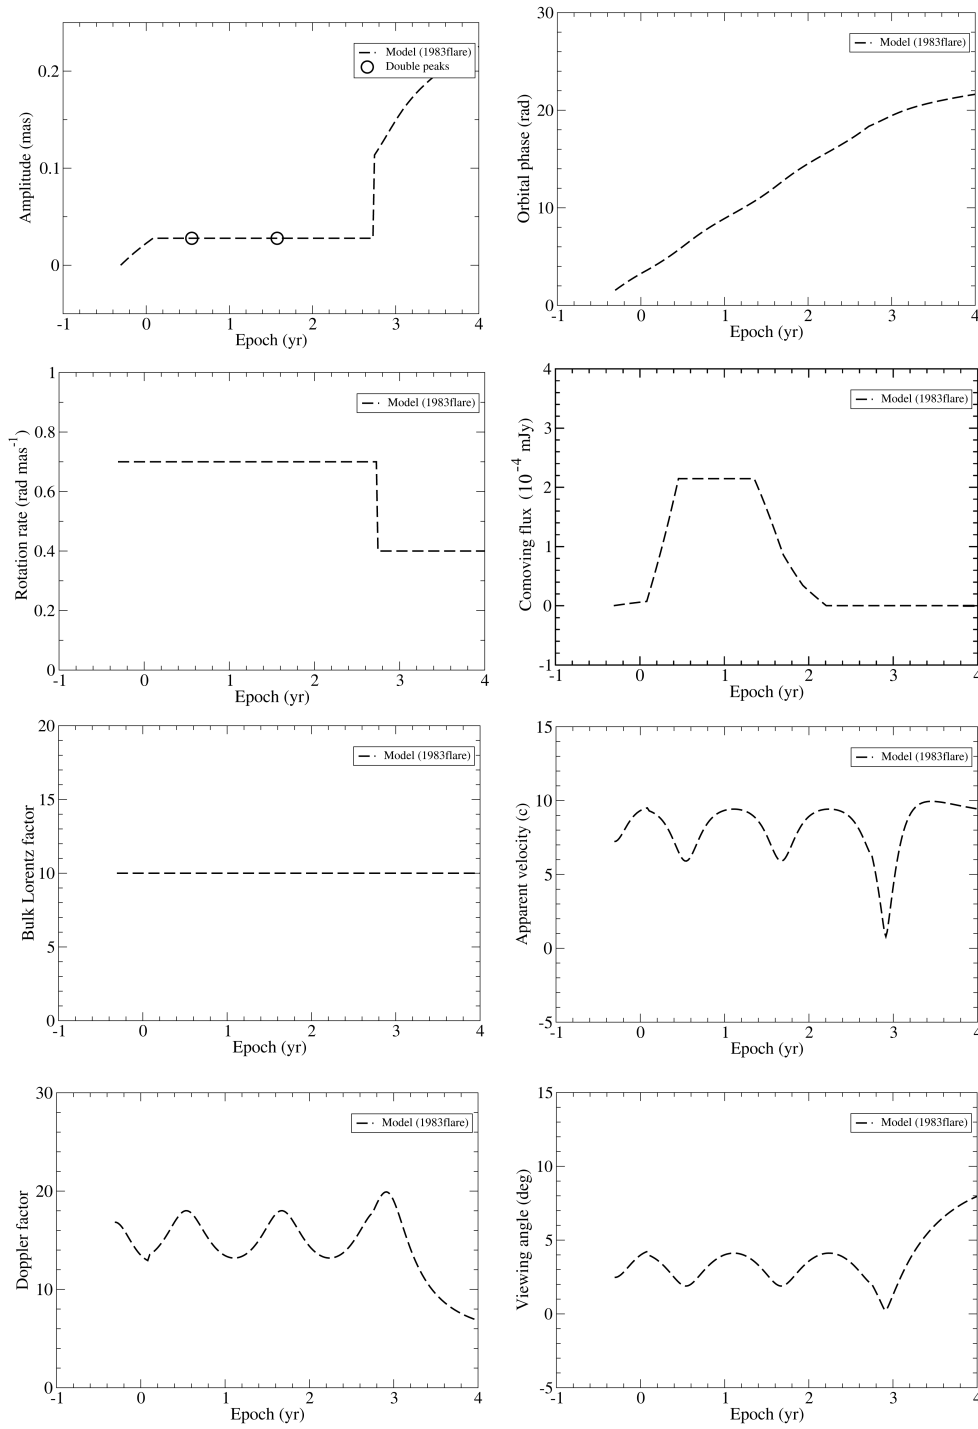 Amplitude (mas)
0.2
0.1
0
Model (1983flare)
Double peaks
-1 0 1 2 3 4
Epoch (yr)
Orbital phase (rad)
30
20
10
0
Model (1983flare)
-1 0 1 2 3 4
Epoch (yr)
Rotation rate (rad mas⁻¹)
1
0.8
0.6
0.4
0.2
0
Model (1983flare)
-1 0 1 2 3 4
Epoch (yr)
Comoving flux (10⁻⁴ mJy)
4
3
2
1
0
-1
Model (1983flare)
-1 0 1 2 3 4
Epoch (yr)
Bulk Lorentz factor
20
15
10
5
0
Model (1983flare)
-1 0 1 2 3 4
Epoch (yr)
Apparent velocity (c)
15
10
5
0
-5
Model (1983flare)
-1 0 1 2 3 4
Epoch (yr)
Doppler factor
30
20
10
0
Model (1983flare)
-1 0 1 2 3 4
Epoch (yr)
Viewing angle (deg)
15
10
5
0
-5
Model (1983flare)
-1 0 1 2 3 4
Epoch (yr)